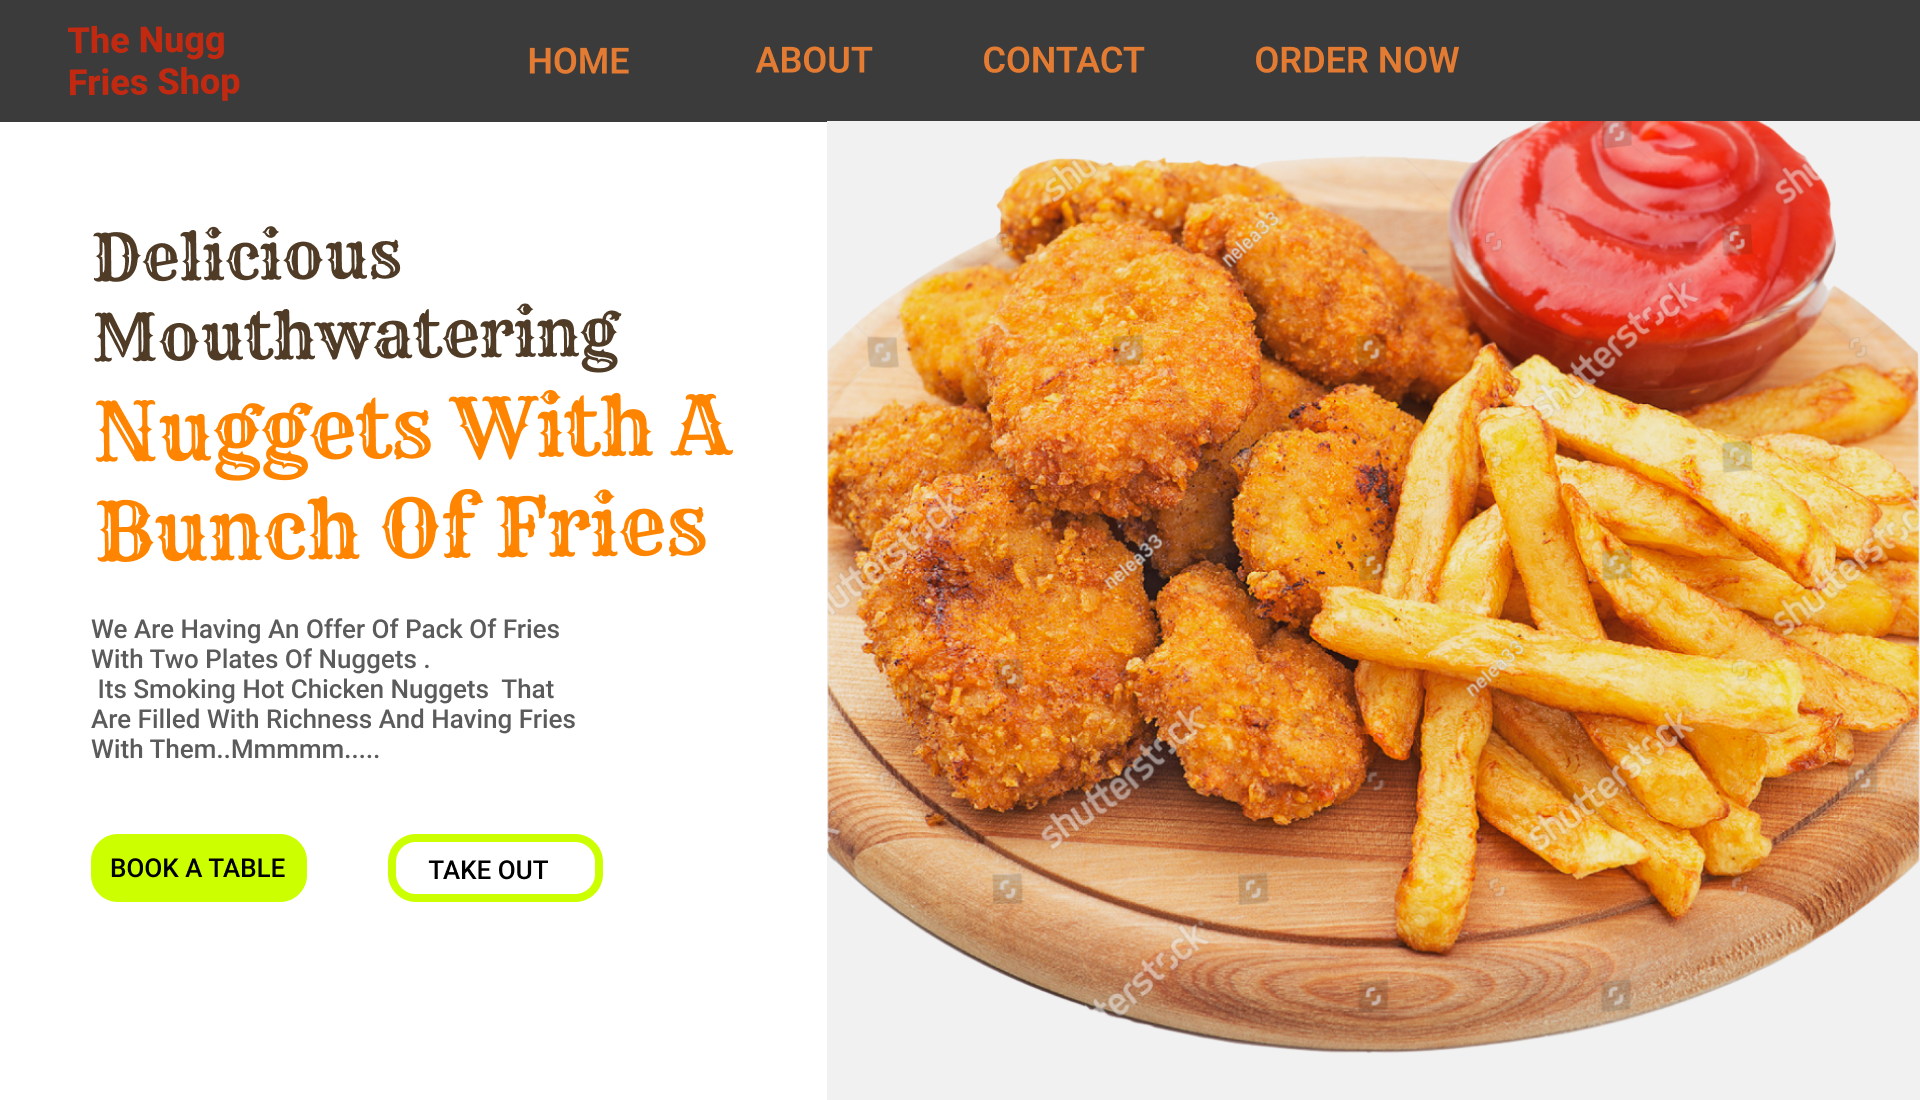 The Nugg
Fries Shop
HOME ABOUT CONTACT ORDER NOW
Delicious
Mouthwatering
Nuggets With A
Bunch Of Fries
We Are Having An Offer Of Pack Of Fries
With Two Plates Of Nuggets .
Its Smoking Hot Chicken Nuggets  That
Are Filled With Richness And Having Fries
With Them..Mmmmm.....
BOOK A TABLE
TAKE OUT
shu
shu
nelea33
shutterstock
shutterstock
nelea33
shutterstock
nelea33
shutterstock
shutterstock
erstock